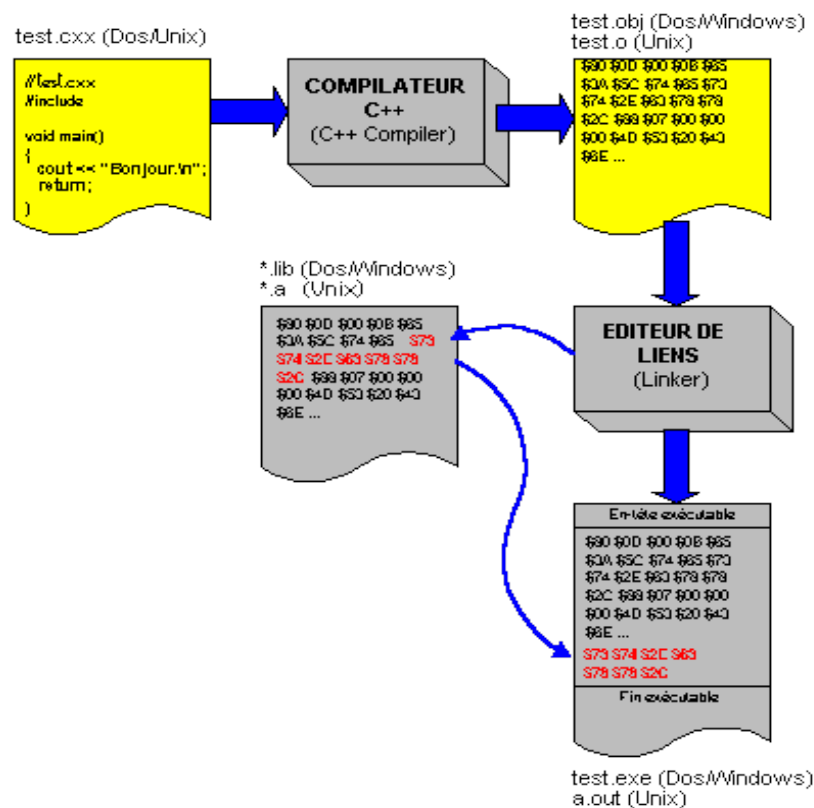 test.cxx (Dos/Unix)
//test.cxx
#include
void main()
{
cout << "Bonjour.\n";
return;
}
COMPILATEUR
C++
(C++ Compiler)
test.obj (Dos/Windows)
test.o (Unix)
$80 $0D $00 $0B $65
$3A $5C $74 $65 $73
$74 $2E $63 $78 $78
$2C $88 $07 $00 $00
$00 $4D $53 $20 $43
$6E ...
*.lib (Dos/Windows)
*.a (Unix)
$80 $0D $00 $0B $65
$3A $5C $74 $65 $73
$74 $2E $63 $78 $78
$2C $88 $07 $00 $00
$00 $4D $53 $20 $43
$6E ...
EDITEUR DE
LIENS
(Linker)
En-tête exécutable
$80 $0D $00 $0B $65
$3A $5C $74 $65 $73
$74 $2E $63 $78 $78
$2C $88 $07 $00 $00
$00 $4D $53 $20 $43
$6E ...
$73 $74 $2E $63
$78 $78 $2C
Fin exécutable
test.exe (Dos/Windows)
a.out (Unix)